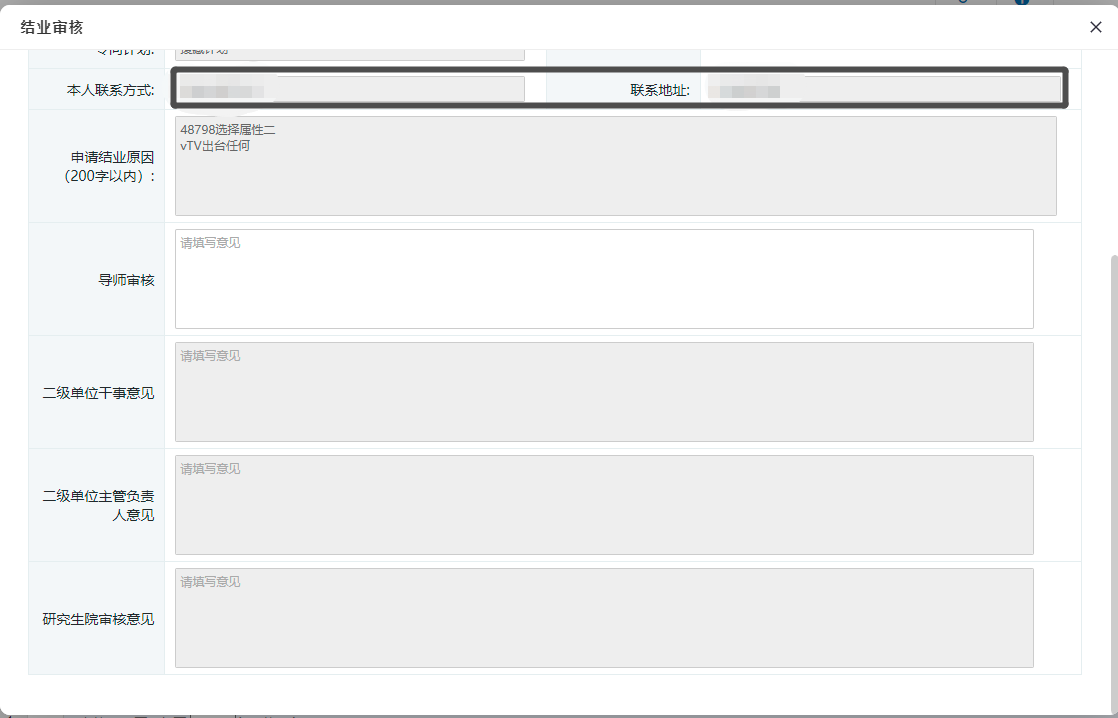 结业审核
本人联系方式:
联系地址:
48798选择属性二
vTV出台任何
申请结业原因
（200字以内）:
请填写意见
导师审核
请填写意见
二级单位干事意见
请填写意见
二级单位主管负责
人意见
请填写意见
研究生院审核意见